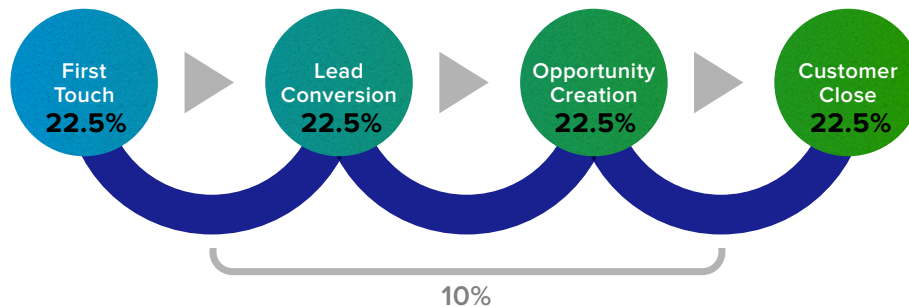 First
Touch
22.5%
Lead
Conversion
22.5%
Opportunity
Creation
22.5%
Customer
Close
22.5%
10%